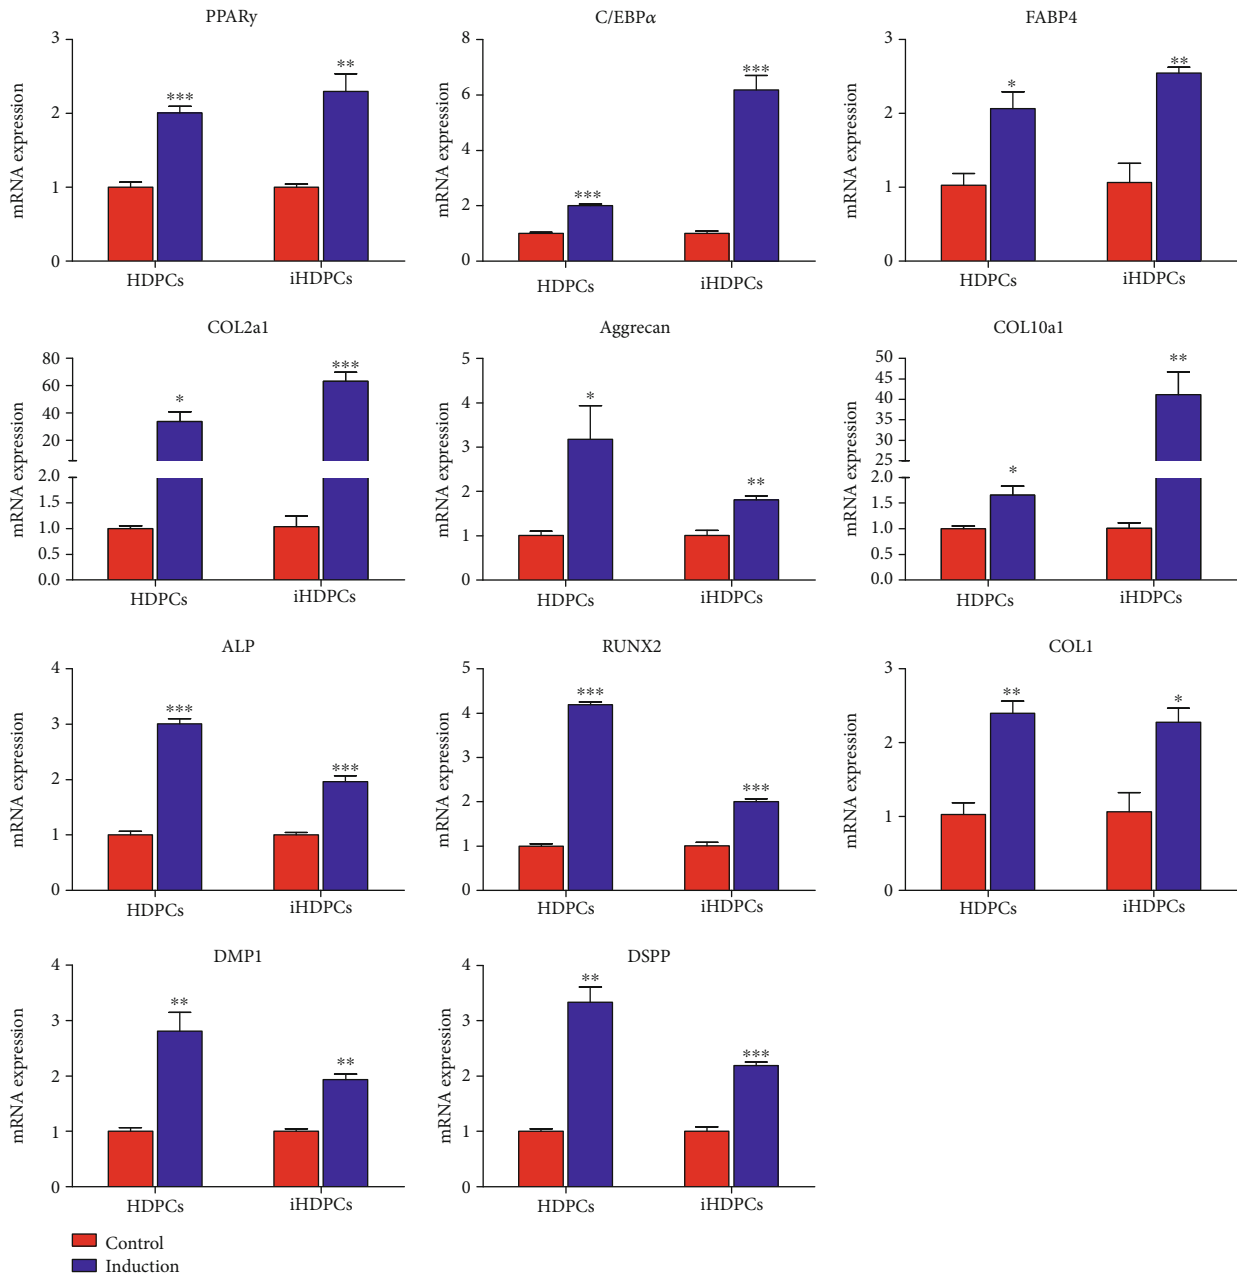 PPARy
mRNA expression
3
2
1
0
***
**
HDPCs
iHDPCs
C/EBPα
mRNA expression
8
6
4
2
0
***
***
HDPCs
iHDPCs
FABP4
mRNA expression
3
2
1
0
*
**
HDPCs
iHDPCs
COL2a1
mRNA expression
80
60
40
20
2.0
1.5
1.0
0.5
0.0
*
***
HDPCs
iHDPCs
Aggrecan
mRNA expression
5
4
3
2
1
0
*
**
HDPCs
iHDPCs
COL10a1
mRNA expression
50
45
40
35
30
25
2.0
1.5
1.0
0.5
0.0
*
**
HDPCs
iHDPCs
ALP
mRNA expression
4
3
2
1
0
***
***
HDPCs
iHDPCs
RUNX2
mRNA expression
5
4
3
2
1
0
***
***
HDPCs
iHDPCs
COL1
mRNA expression
3
2
1
0
**
*
HDPCs
iHDPCs
DMP1
mRNA expression
4
3
2
1
0
**
**
HDPCs
iHDPCs
DSPP
mRNA expression
4
3
2
1
0
**
***
HDPCs
iHDPCs
Control
Induction